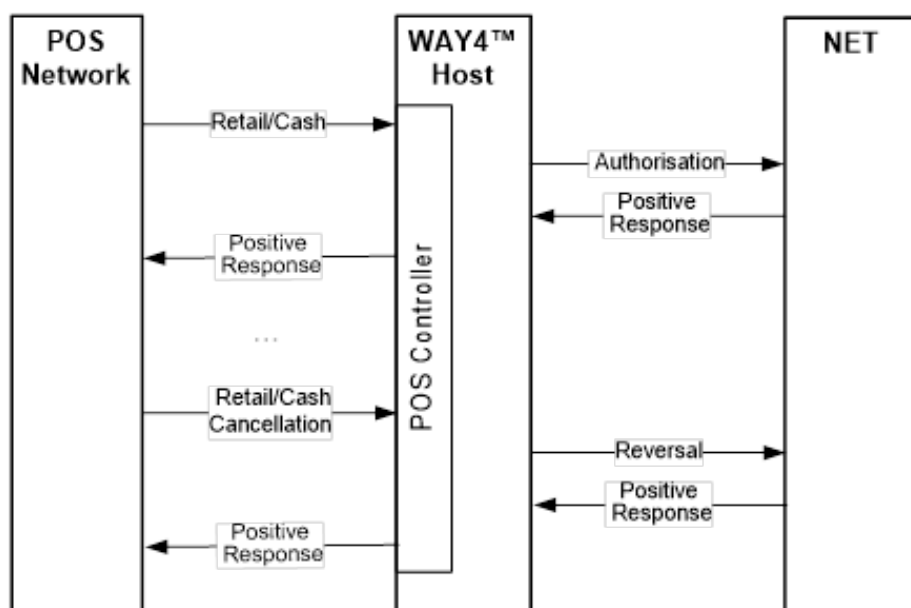 POS
Network
WAY4™
Host
NET
Retail/Cash
Authorisation
Positive
Response
Positive
Response
POS Controller
...
Retail/Cash
Cancellation
Reversal
Positive
Response
Positive
Response